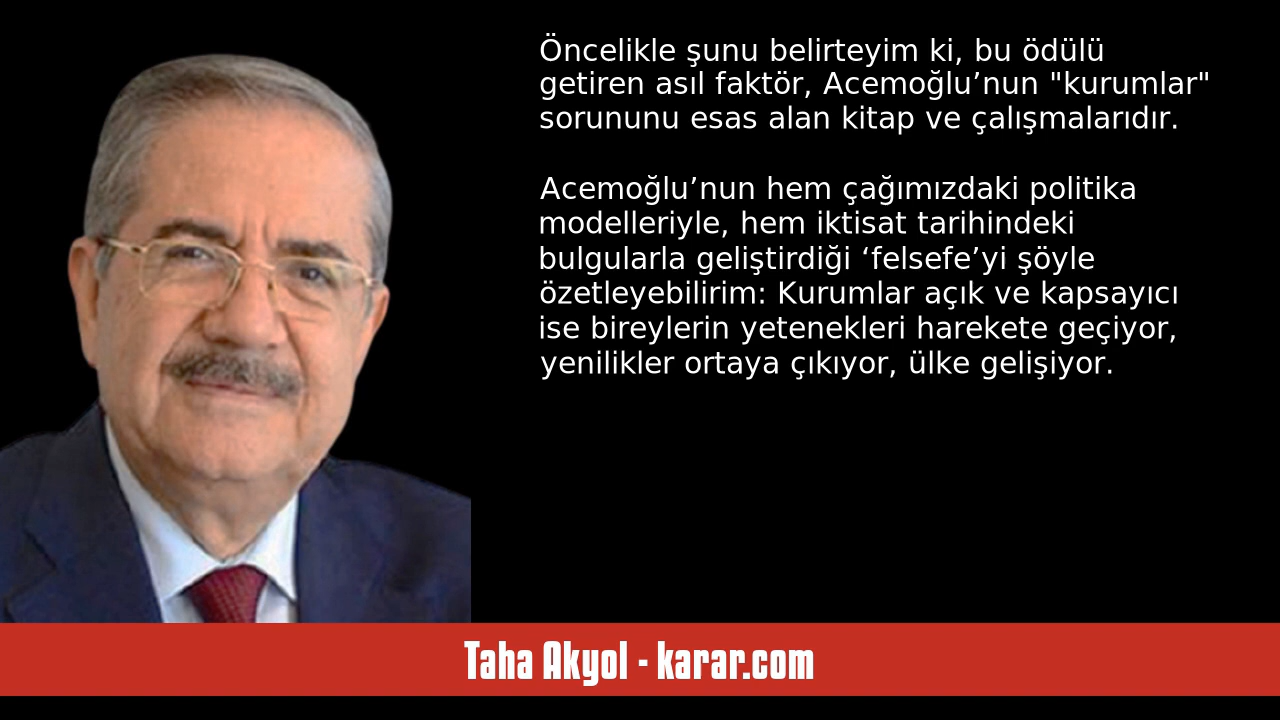 Öncelikle şunu belirteyim ki, bu ödülü
getiren asıl faktör, Acemoğlu’nun "kurumlar"
sorununu esas alan kitap ve çalışmalarıdır.
Acemoğlu’nun hem çağımızdaki politika
modelleriyle, hem iktisat tarihindeki
bulgularla geliştirdiği ‘felsefe’yi şöyle
özetleyebilirim: Kurumlar açık ve kapsayıcı
ise bireylerin yetenekleri harekete geçiyor,
yenilikler ortaya çıkıyor, ülke gelişiyor.
Taha Akyol - karar.com